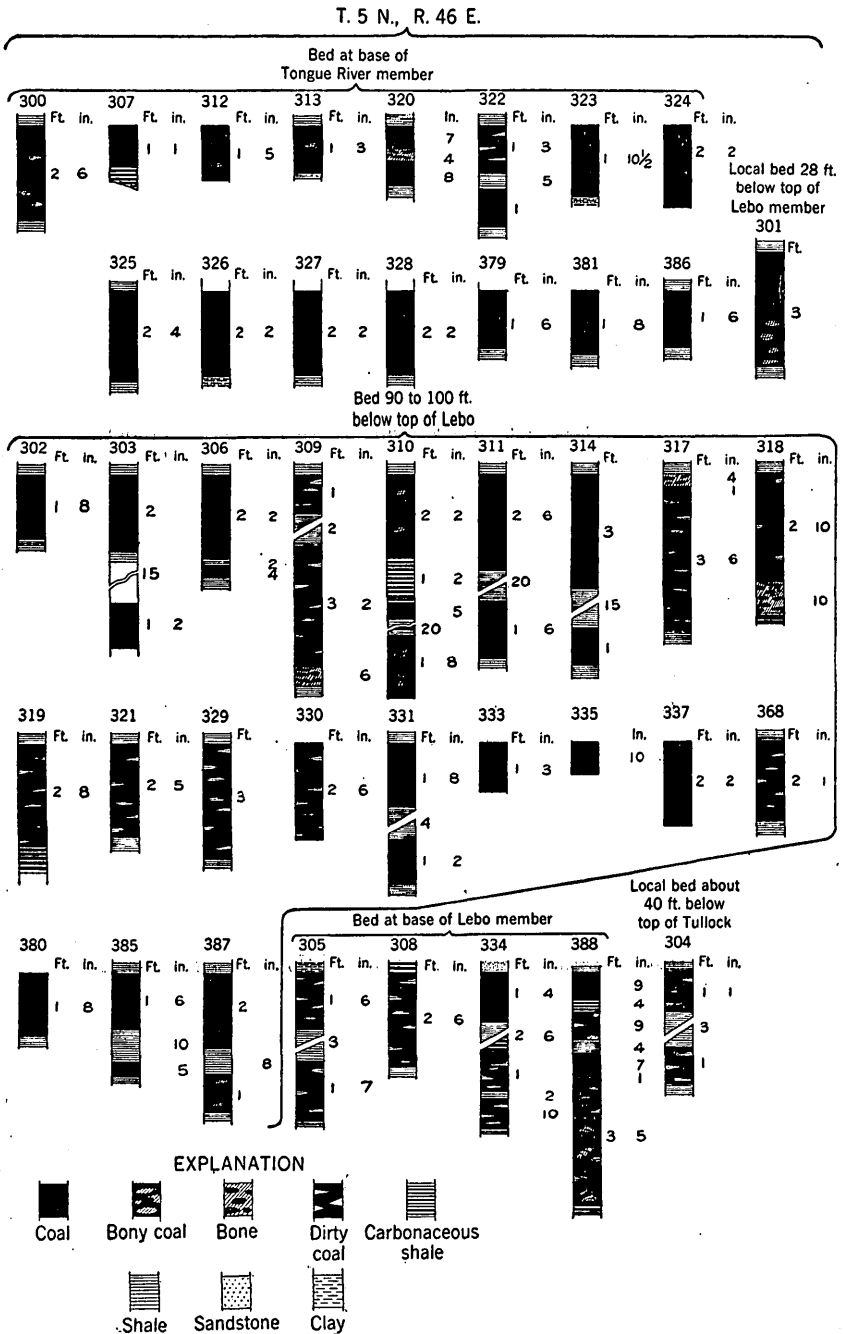 T. 5 N., R. 46 E.
Bed at base of
Tongue River member
300 307 312 313 320 322 323 324
Ft. in. Ft. in. Ft. in. Ft. in. In. Ft. in. Ft. in. Ft. in.
2 6 1 1 1 5 1 3 7 4 8 1 3 5 1 1 10½ 2 2
Local bed 28 ft.
below top of
Lebo member
301
Ft.
3
325 326 327 328 379 381 386
Ft. in. Ft. in. Ft. in. Ft. in. Ft. in. Ft. in. Ft. in.
2 4 2 2 2 2 2 2 1 6 1 8 1 6
Bed 90 to 100 ft.
below top of Lebo
302 303 306 309 310 311 314 317 318
Ft. in. Ft. in. Ft. in. Ft. in. Ft. in. Ft. in. Ft. Ft. in. Ft. in.
1 8 2 15 1 2 2 2 2 4 1 2 3 2 6 2 2 1 2 5 20 1 8 2 6 20 1 6 3 15 1 4 1 3 6 2 10 10
319 321 329 330 331 333 335 337 368
Ft. in. Ft. in. Ft. Ft. in. Ft. in. Ft. in. In. Ft. in. Ft. in.
2 8 2 5 3 2 6 1 8 4 1 2 1 3 10 2 2 2 1
Local bed about
40 ft. below
top of Tullock
Bed at base of Lebo member
380 385 387 305 308 334 388 304
Ft. in. Ft. in. Ft. in. Ft. in. Ft. in. Ft. in. Ft. in. Ft. in.
1 8 1 6 10 5 2 8 1 1 6 3 1 7 2 6 1 4 2 6 1 2 10 9 4 9 4 7 1 3 5 1 1 3 1
EXPLANATION
Coal Bony coal Bone Dirty coal Carbonaceous shale
Shale Sandstone Clay